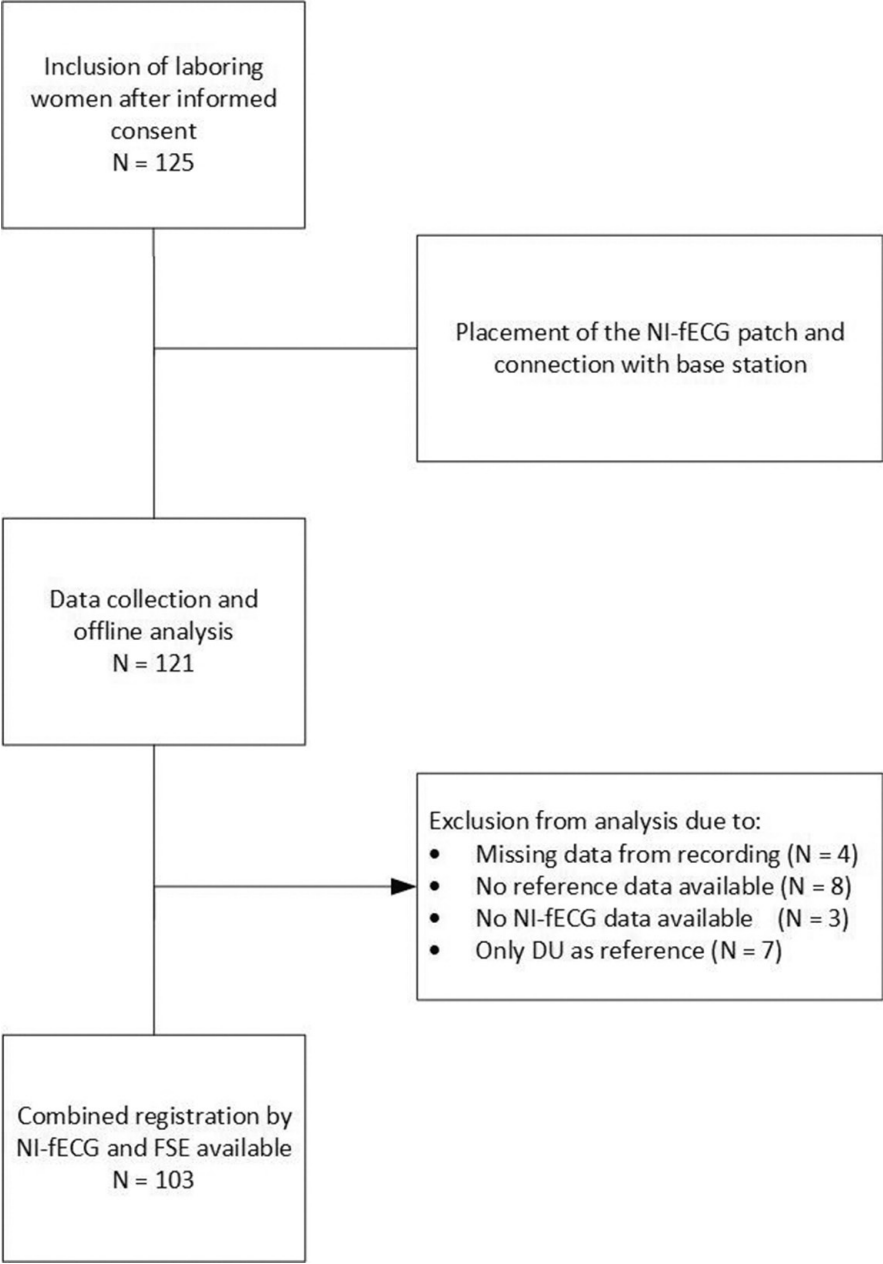 Inclusion of laboring
women after informed
consent
N = 125
Placement of the NI-fECG patch and
connection with base station
Data collection and
offline analysis
N = 121
Exclusion from analysis due to:
• Missing data from recording (N = 4)
• No reference data available (N = 8)
• No NI-fECG data available (N = 3)
• Only DU as reference (N = 7)
Combined registration by
NI-fECG and FSE available
N = 103